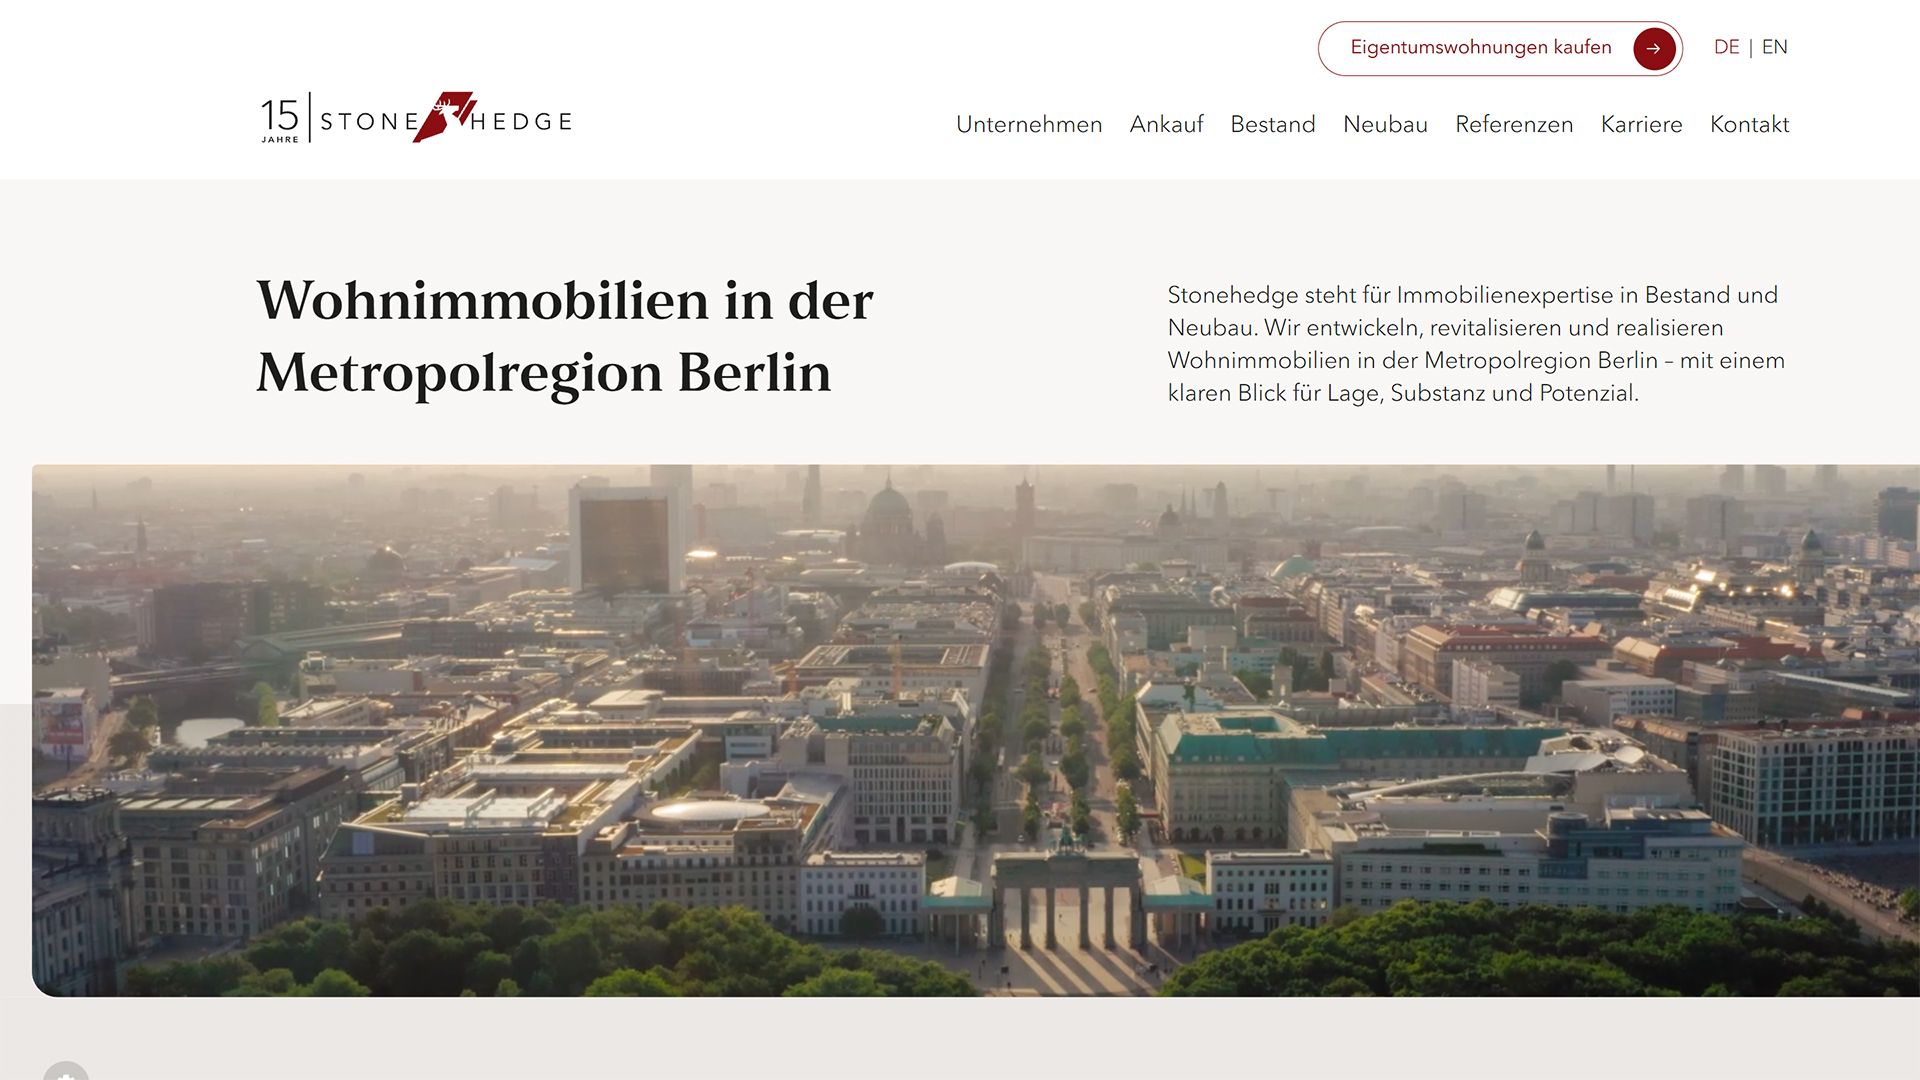 Eigentumswohnungen kaufen
DE | EN
15
JAHRE
STONE HEDGE
Unternehmen Ankauf Bestand Neubau Referenzen Karriere Kontakt
Wohnimmobilien in der
Metropolregion Berlin
Stonehedge steht für Immobilienexpertise in Bestand und
Neubau. Wir entwickeln, revitalisieren und realisieren
Wohnimmobilien in der Metropolregion Berlin – mit einem
klaren Blick für Lage, Substanz und Potenzial.